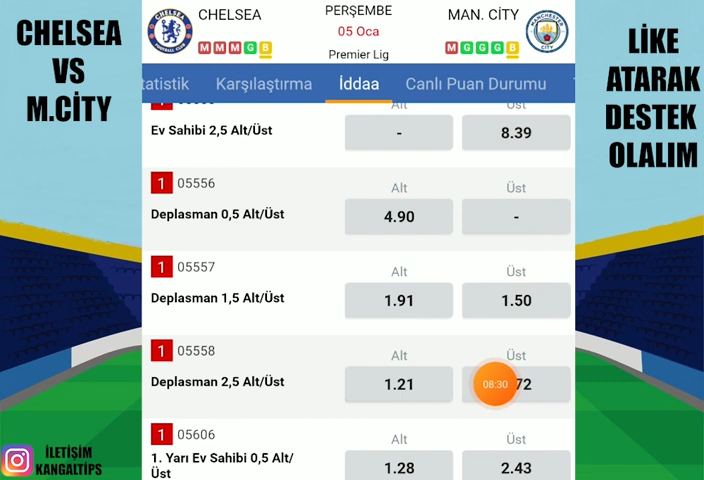 CHELSEA
VS
M.CİTY
CHELSEA
M M M G B
PERŞEMBE
05 Oca
Premier Lig
MAN. CİTY
M G G G B
LİKE
ATARAK
DESTEK
OLALIM
tatistik Karşılaştırma İddaa Canlı Puan Durumu
Alt Üst
Ev Sahibi 2,5 Alt/Üst - 8.39
1 05556 Alt Üst
Deplasman 0,5 Alt/Üst 4.90 -
1 05557 Alt Üst
Deplasman 1,5 Alt/Üst 1.91 1.50
1 05558 Alt Üst
Deplasman 2,5 Alt/Üst 1.21 08:30 72
1 05606 Alt Üst
1. Yarı Ev Sahibi 0,5 Alt/
Üst 1.28 2.43
İLETİŞİM
KANGALTİPS